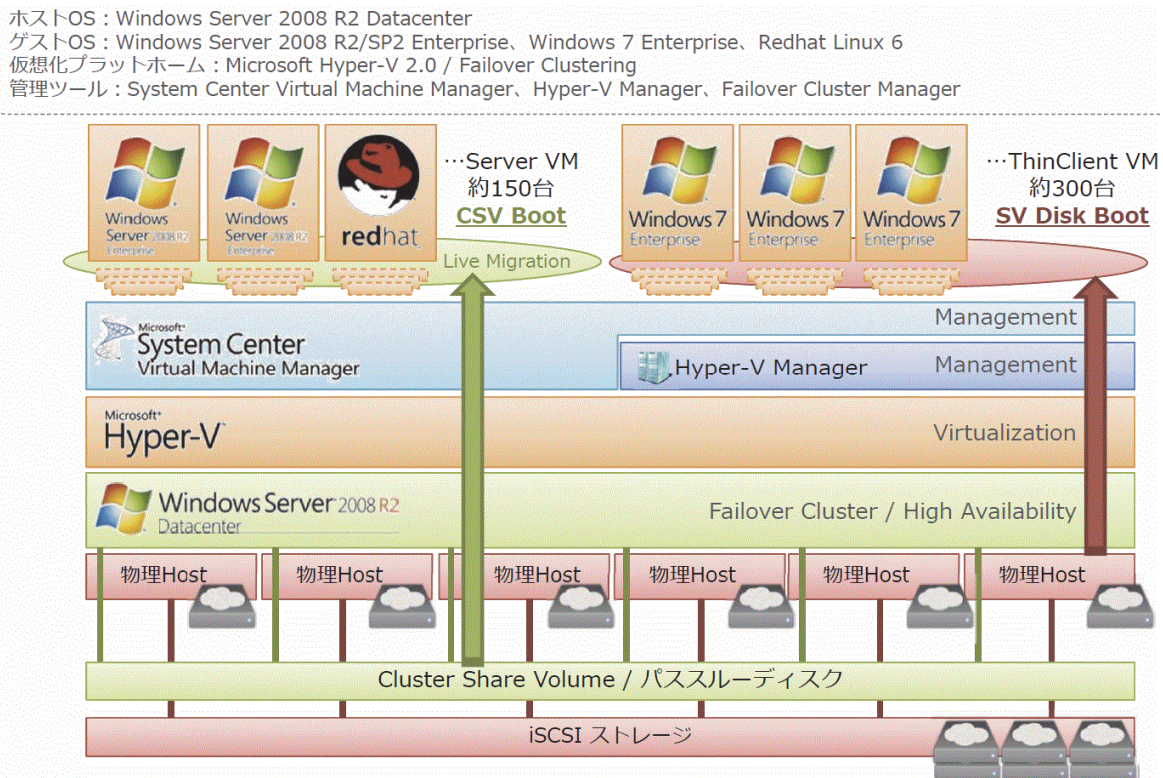 ホストOS：Windows Server 2008 R2 Datacenter
ゲストOS：Windows Server 2008 R2/SP2 Enterprise、Windows 7 Enterprise、Redhat Linux 6
仮想化プラットホーム：Microsoft Hyper-V 2.0 / Failover Clustering
管理ツール：System Center Virtual Machine Manager、Hyper-V Manager、Failover Cluster Manager
Windows Server 2008 R2 Enterprise
Windows Server 2008 R2 Enterprise
redhat.
…Server VM
約150台
CSV Boot
Windows 7 Enterprise
Windows 7 Enterprise
Windows 7 Enterprise
…ThinClient VM
約300台
SV Disk Boot
Live Migration
Microsoft®
System Center
Virtual Machine Manager
Management
Hyper-V Manager
Management
Microsoft®
Hyper-V™
Virtualization
Windows Server® 2008 R2
Datacenter
Failover Cluster / High Availability
物理Host
物理Host
物理Host
物理Host
物理Host
物理Host
Cluster Share Volume / パススルーディスク
iSCSI ストレージ